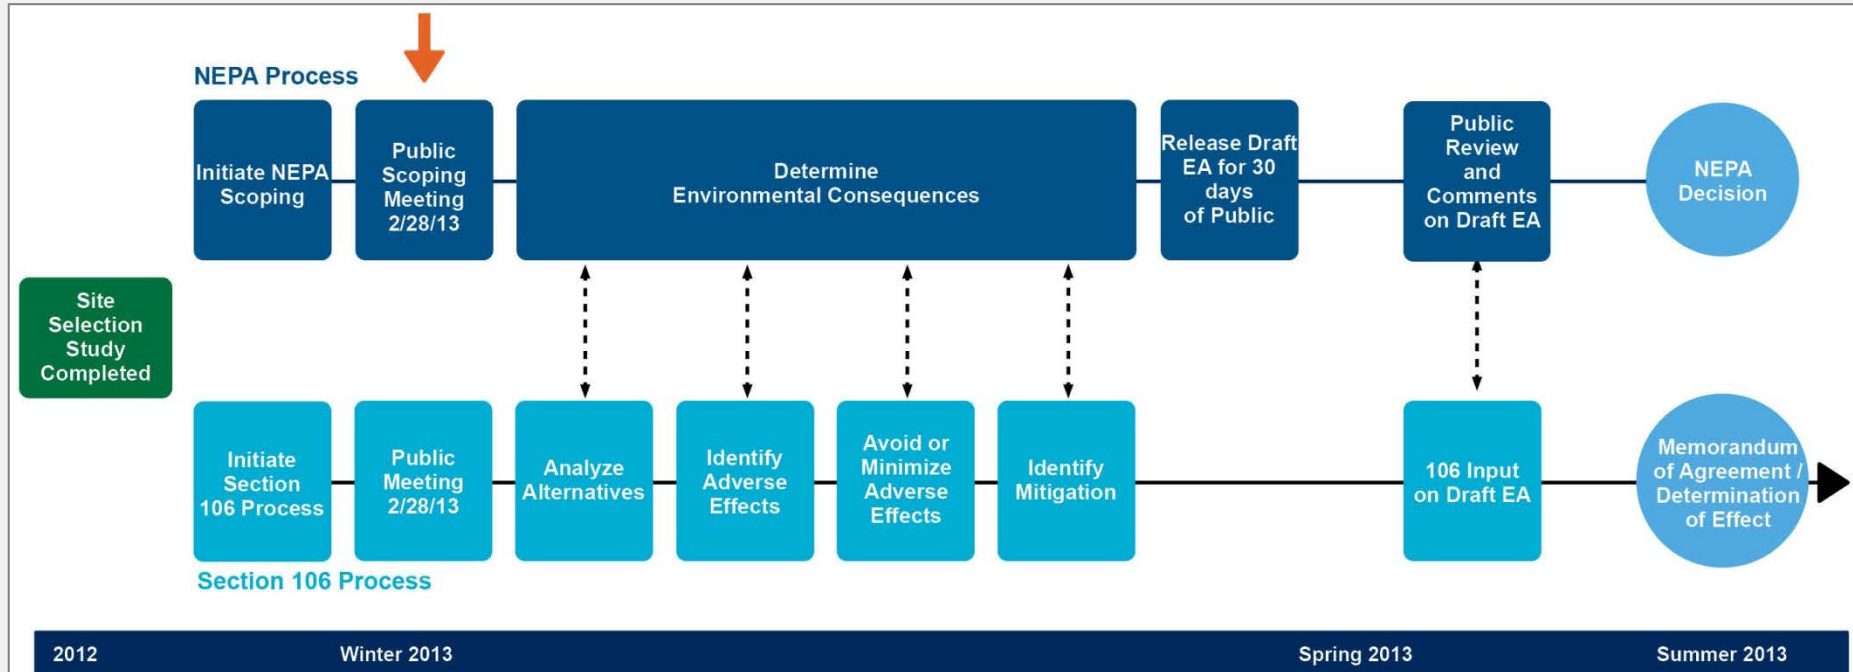 NEPA Process
Initiate NEPA
Scoping
Public
Scoping
Meeting
2/28/13
Determine
Environmental Consequences
Release Draft
EA for 30
days
of Public
Public
Review
and
Comments
on Draft EA
NEPA
Decision
Site
Selection
Study
Completed
Initiate
Section
106 Process
Public
Meeting
2/28/13
Analyze
Alternatives
Identify
Adverse
Effects
Avoid or
Minimize
Adverse
Effects
Identify
Mitigation
106 Input
on Draft EA
Memorandum
of Agreement /
Determination
of Effect
Section 106 Process
2012
Winter 2013
Spring 2013
Summer 2013